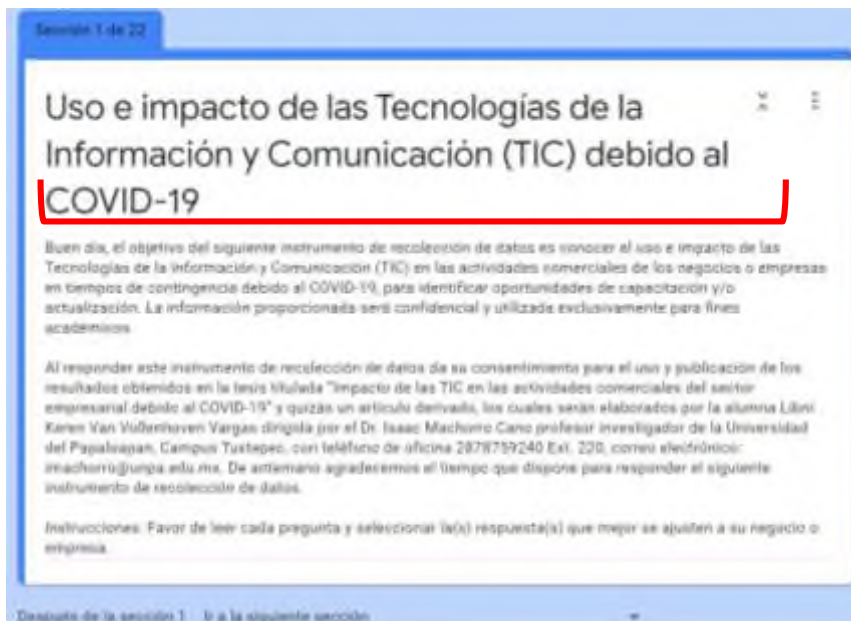 Sección 1 de 22
Uso e impacto de las Tecnologías de la
Información y Comunicación (TIC) debido al
COVID-19
Buen día, el objetivo del siguiente instrumento de recolección de datos es conocer el uso e impacto de las
Tecnologías de la Información y Comunicación (TIC) en las actividades comerciales de los negocios o empresas
en tiempos de contingencia debido al COVID-19, para identificar oportunidades de capacitación y/o
actualización. La información proporcionada será confidencial y utilizada exclusivamente para fines
académicos.
Al responder este instrumento de recolección de datos da su consentimiento para el uso y publicación de los
resultados obtenidos en la tesis titulada "Impacto de las TIC en las actividades comerciales del sector
empresarial debido al COVID-19" y quizás un artículo derivado, los cuales serán elaborados por la alumna Libni
Keren Van Vollenhoven Vargas dirigida por el Dr. Isaac Machorro Cano profesor investigador de la Universidad
del Papaloapan, Campus Tuxtepec, con teléfono de oficina 2878759240 Ext. 220, correo electrónico:
imachorro@unpa.edu.mx. De antemano agradecemos el tiempo que dispone para responder el siguiente
instrumento de recolección de datos.
Instrucciones: Favor de leer cada pregunta y seleccionar la(s) respuesta(s) que mejor se ajusten a su negocio o
empresa.
Después de la sección 1 Ir a la siguiente sección